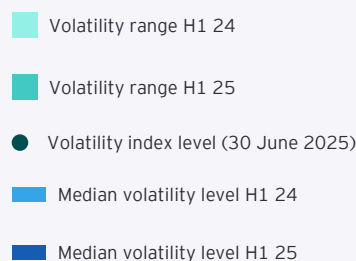 Volatility range H1 24
Volatility range H1 25
Volatility index level (30 June 2025)
Median volatility level H1 24
Median volatility level H1 25